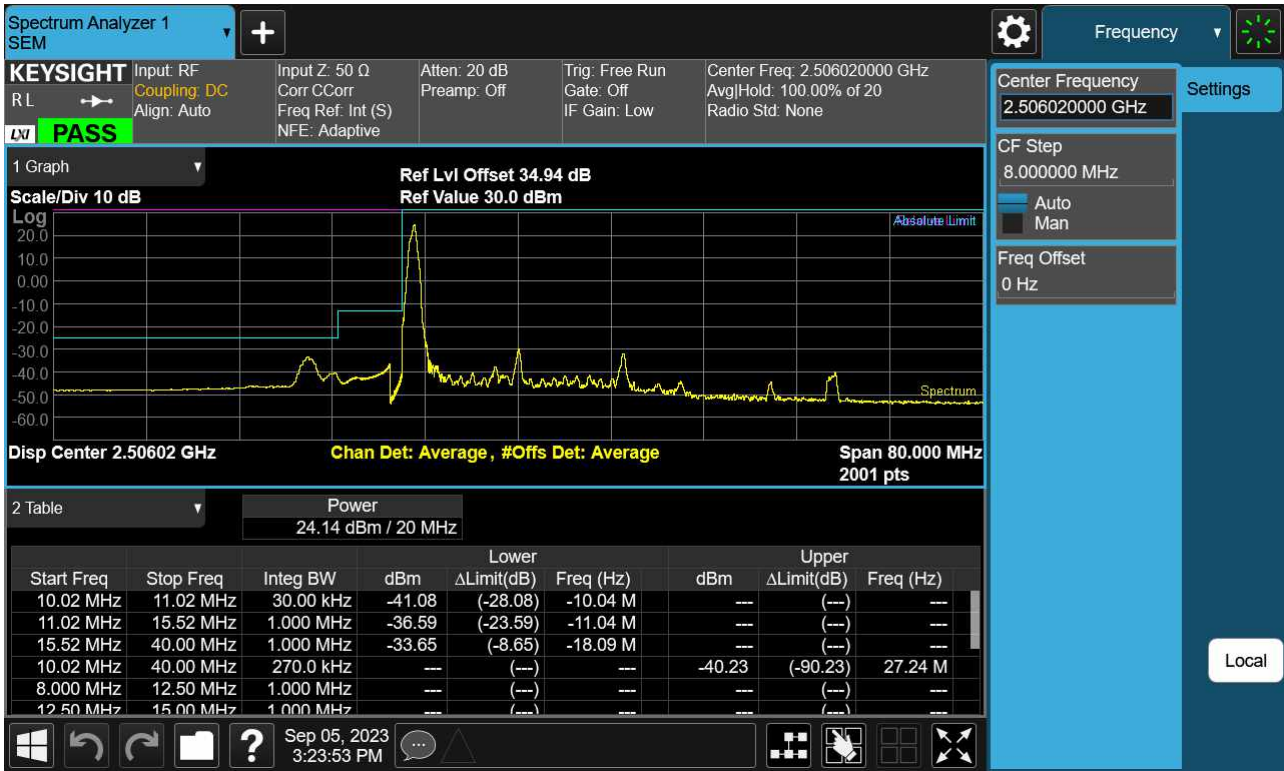 Spectrum Analyzer 1
SEM
Frequency
KEYSIGHT
R L
LXI PASS
Input: RF
Coupling: DC
Align: Auto
Input Z: 50 Ω
Corr CCorr
Freq Ref: Int (S)
NFE: Adaptive
Atten: 20 dB
Preamp: Off
Trig: Free Run
Gate: Off
IF Gain: Low
Center Freq: 2.506020000 GHz
Avg|Hold: 100.00% of 20
Radio Std: None
Center Frequency
2.506020000 GHz
Settings
CF Step
8.000000 MHz
Auto
Man
Freq Offset
0 Hz
Local
1 Graph
Scale/Div 10 dB
Ref Lvl Offset 34.94 dB
Ref Value 30.0 dBm
Log
20.0
10.0
0.00
-10.0
-20.0
-30.0
-40.0
-50.0
-60.0
Absolute Limit
Spectrum
Disp Center 2.50602 GHz
Chan Det: Average , #Offs Det: Average
Span 80.000 MHz
2001 pts
2 Table
Power
24.14 dBm / 20 MHz
Lower Upper
Start Freq Stop Freq Integ BW dBm ΔLimit(dB) Freq (Hz) dBm ΔLimit(dB) Freq (Hz)
10.02 MHz 11.02 MHz 30.00 kHz -41.08 (-28.08) -10.04 M --- (---) ---
11.02 MHz 15.52 MHz 1.000 MHz -36.59 (-23.59) -11.04 M --- (---) ---
15.52 MHz 40.00 MHz 1.000 MHz -33.65 (-8.65) -18.09 M --- (---) ---
10.02 MHz 40.00 MHz 270.0 kHz --- (---) --- -40.23 (-90.23) 27.24 M
8.000 MHz 12.50 MHz 1.000 MHz --- (---) --- --- (---) ---
12.50 MHz 15.00 MHz 1.000 MHz --- (---) --- --- (---) ---
Sep 05, 2023
3:23:53 PM